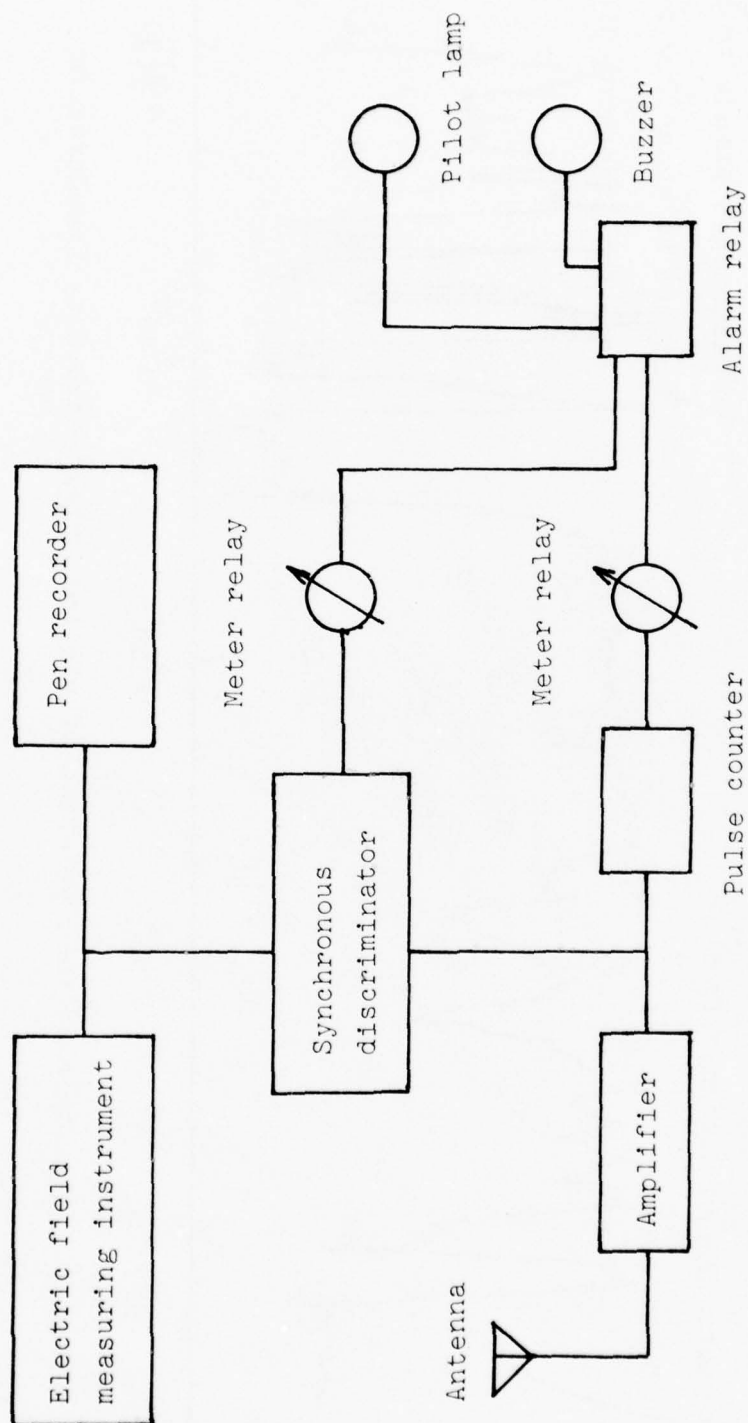 Electric field
measuring instrument
Pen recorder
Synchronous
discriminator
Meter relay
Pilot lamp
Antenna
Amplifier
Meter relay
Buzzer
Pulse counter
Alarm relay